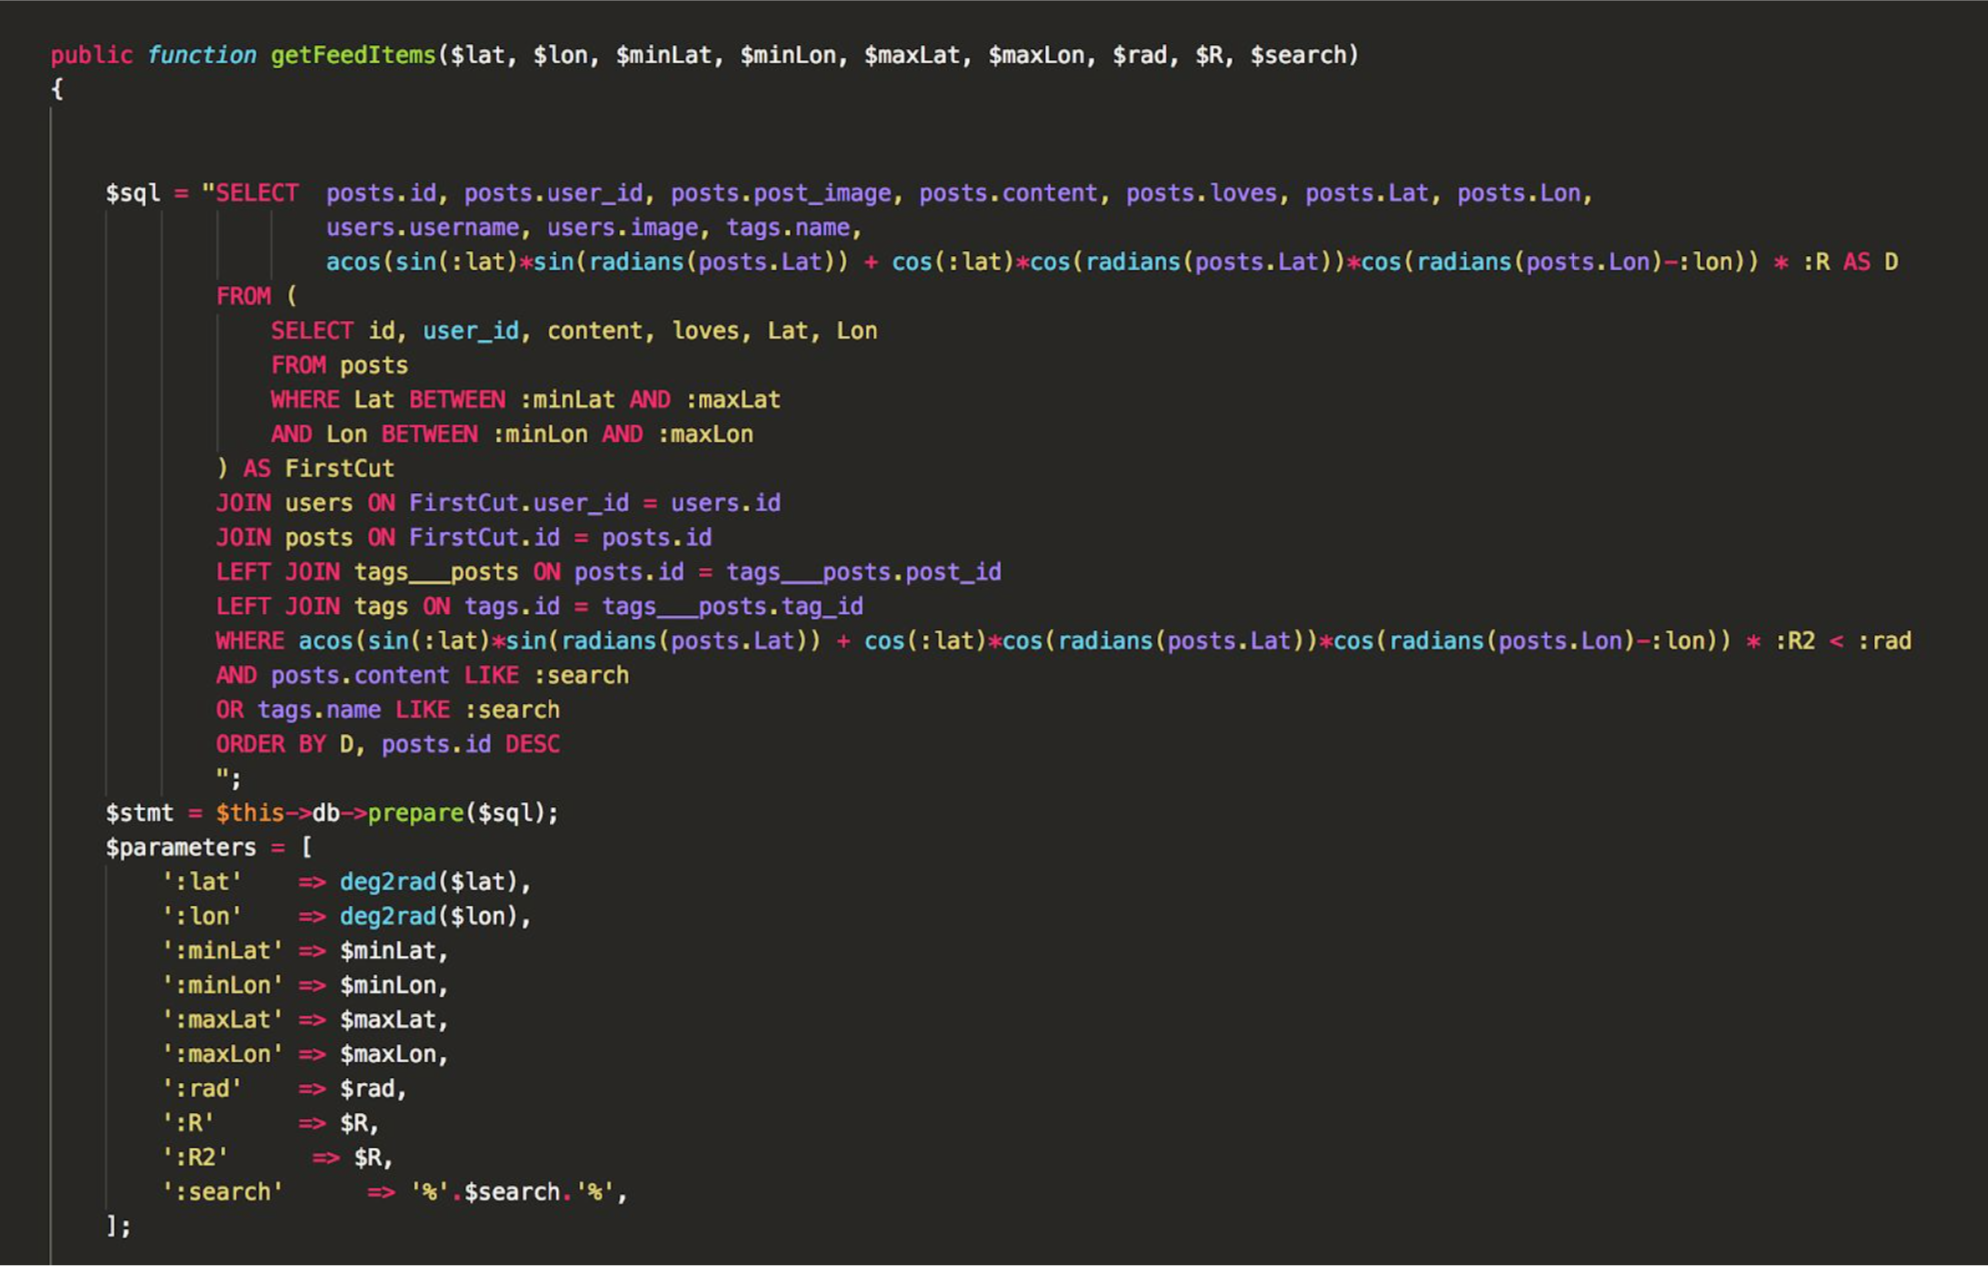 public function getFeedItems($lat, $lon, $minLat, $minLon, $maxLat, $maxLon, $rad, $R, $search)
{
$sql = "SELECT  posts.id, posts.user_id, posts.post_image, posts.content, posts.loves, posts.Lat, posts.Lon,
users.username, users.image, tags.name,
acos(sin(:lat)*sin(radians(posts.Lat)) + cos(:lat)*cos(radians(posts.Lat))*cos(radians(posts.Lon)-:lon)) * :R AS D
FROM (
SELECT id, user_id, content, loves, Lat, Lon
FROM posts
WHERE Lat BETWEEN :minLat AND :maxLat
AND Lon BETWEEN :minLon AND :maxLon
) AS FirstCut
JOIN users ON FirstCut.user_id = users.id
JOIN posts ON FirstCut.id = posts.id
LEFT JOIN tags___posts ON posts.id = tags___posts.post_id
LEFT JOIN tags ON tags.id = tags___posts.tag_id
WHERE acos(sin(:lat)*sin(radians(posts.Lat)) + cos(:lat)*cos(radians(posts.Lat))*cos(radians(posts.Lon)-:lon)) * :R2 < :rad
AND posts.content LIKE :search
OR tags.name LIKE :search
ORDER BY D, posts.id DESC
";
$stmt = $this->db->prepare($sql);
$parameters = [
':lat'    => deg2rad($lat),
':lon'    => deg2rad($lon),
':minLat' => $minLat,
':minLon' => $minLon,
':maxLat' => $maxLat,
':maxLon' => $maxLon,
':rad'    => $rad,
':R'      => $R,
':R2'      => $R,
':search'      => '%'.$search.'%',
];